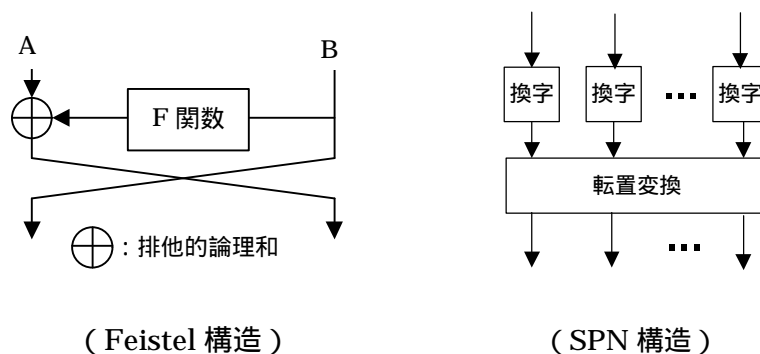 A
B
F 関数
:排他的論理和
( Feistel 構造 )
換字
換字
…
換字
転置変換
…
( SPN 構造 )